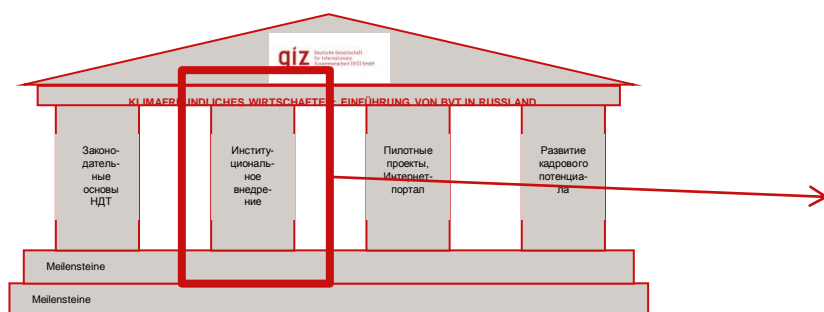 giz Deutsche Gesellschaft
für Internationale
Zusammenarbeit (GIZ) GmbH
KLIMAFREUNDLICHES WIRTSCHAFTEN: EINFÜHRUNG VON BVT IN RUSSLAND
Законо-
датель-
ные
основы
НДТ
Институ-
циональ-
ное
внедре-
ние
Пилотные
проекты,
Интернет-
портал
Развитие
кадрового
потенциа-
ла
Meilensteine
Meilensteine